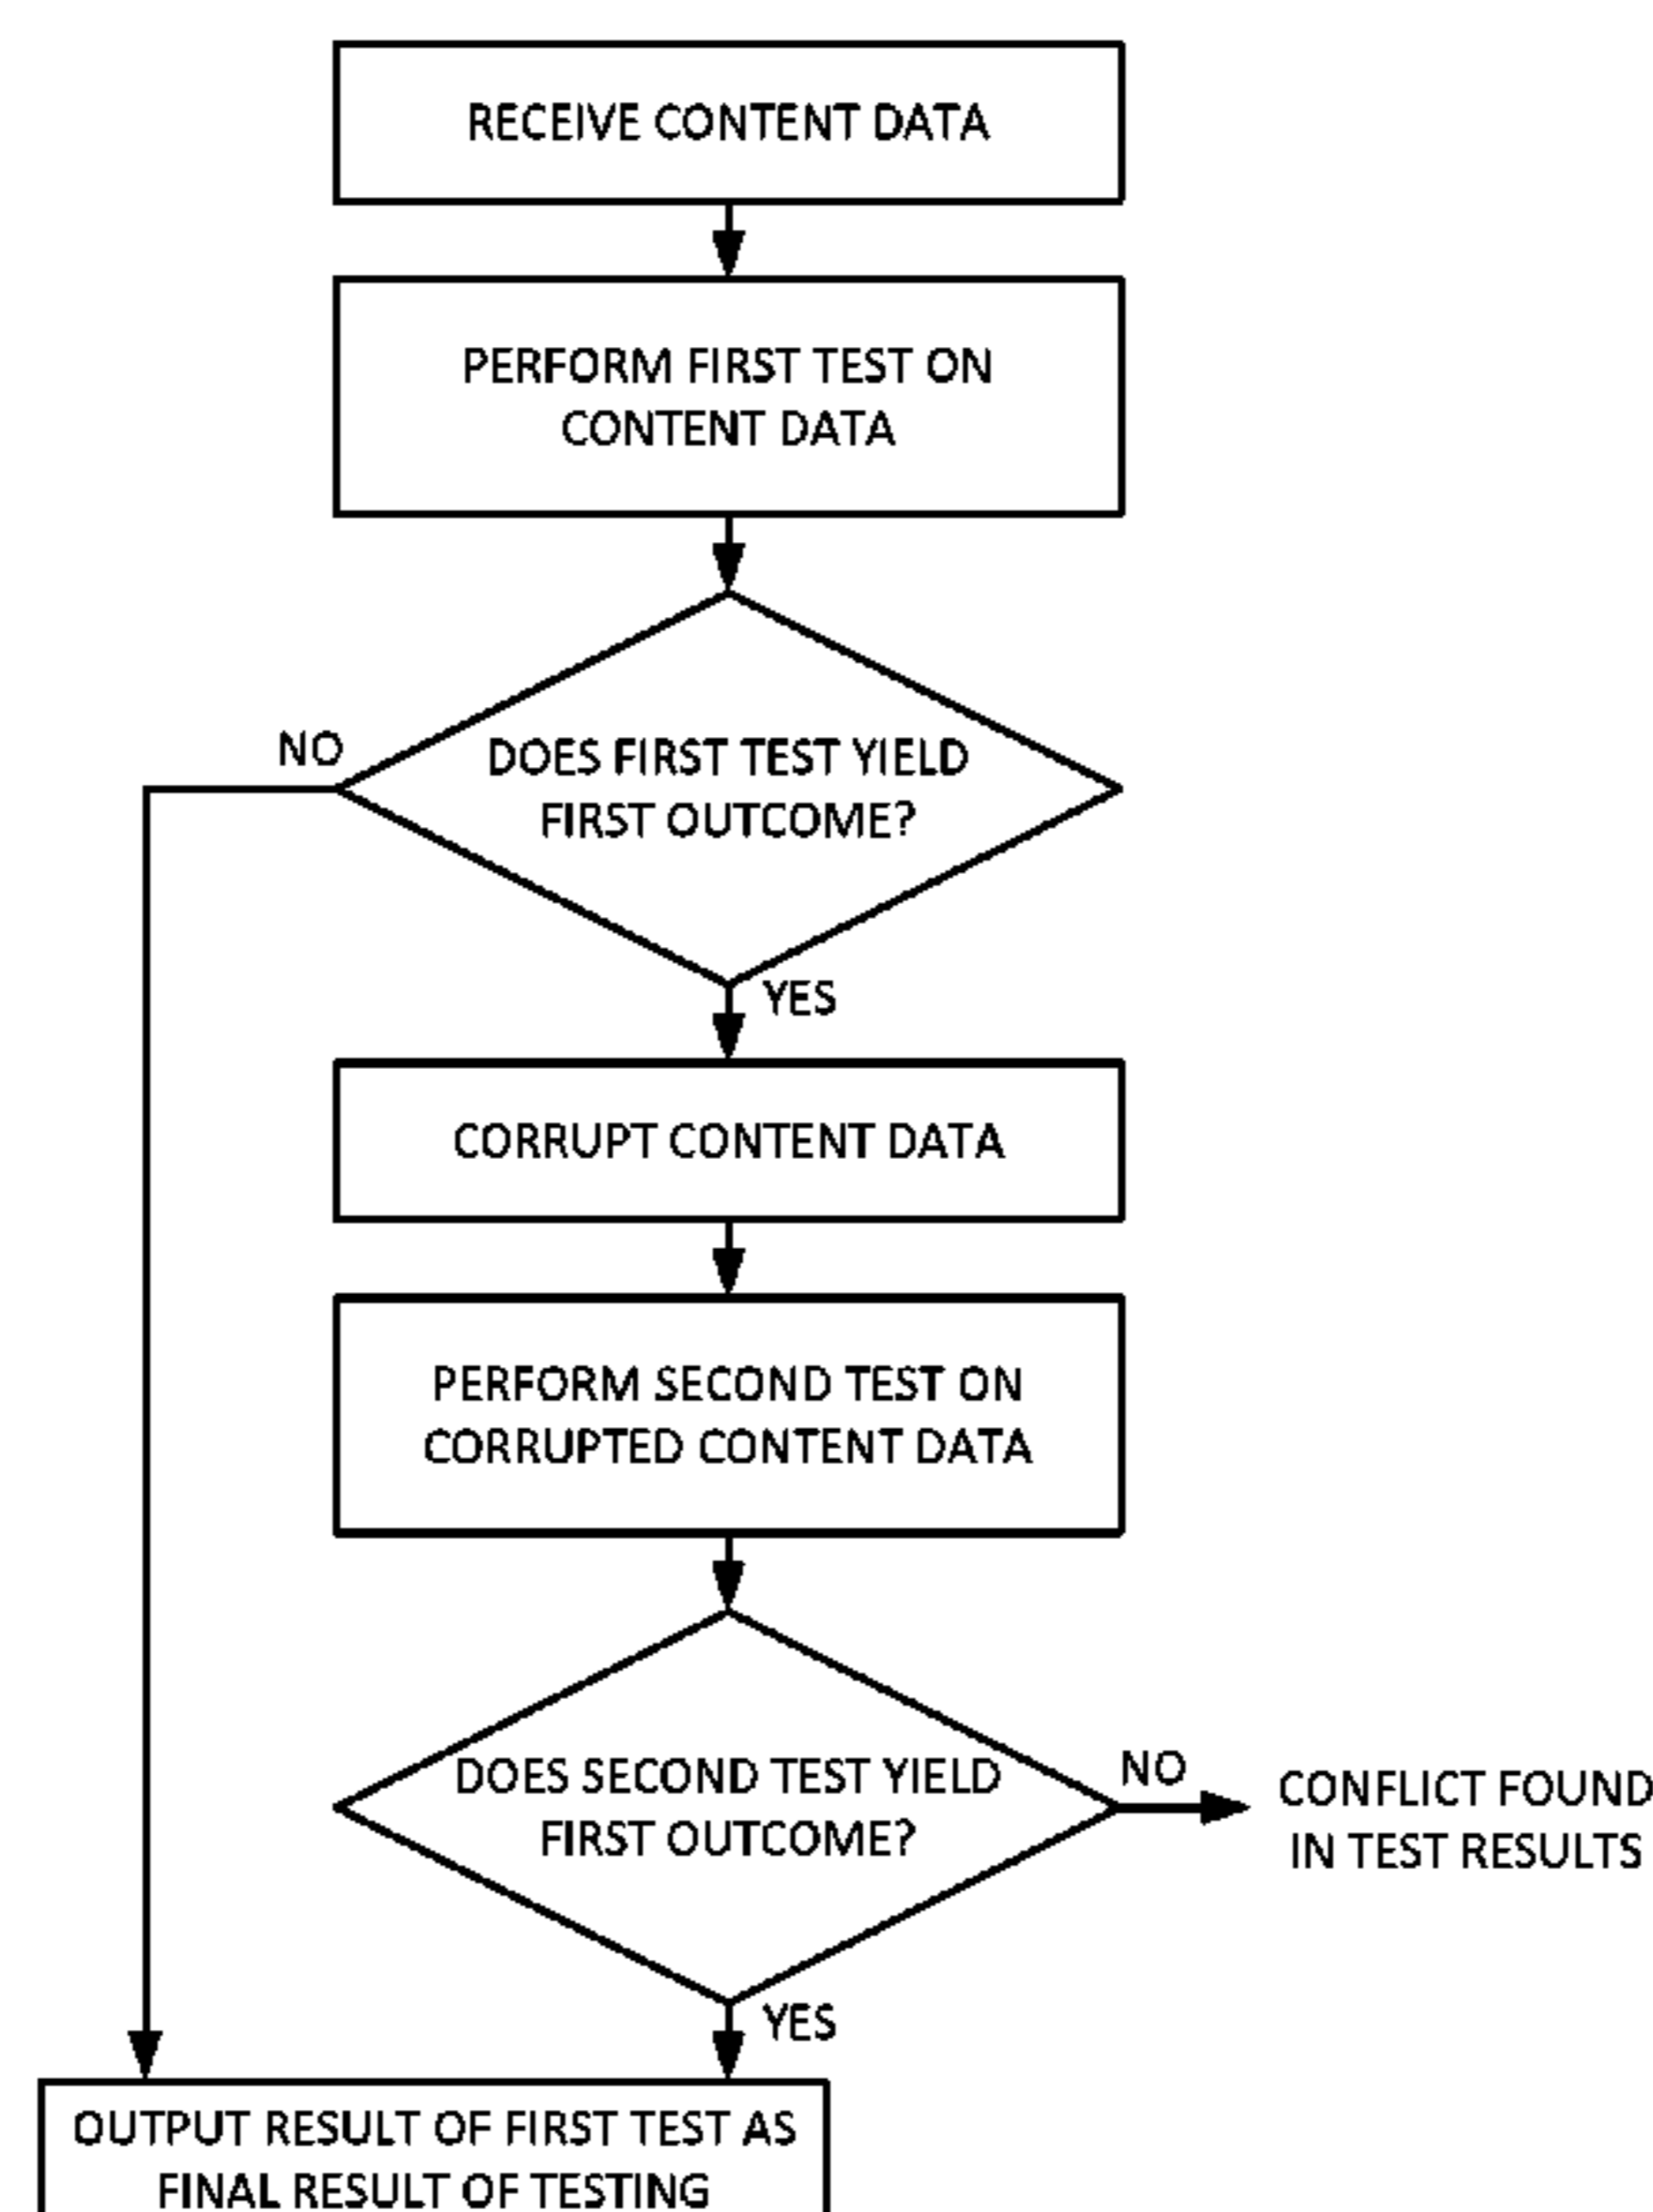 RECEIVE CONTENT DATA
PERFORM FIRST TEST ON
CONTENT DATA
NO
DOES FIRST TEST YIELD
FIRST OUTCOME?
YES
CORRUPT CONTENT DATA
PERFORM SECOND TEST ON
CORRUPTED CONTENT DATA
DOES SECOND TEST YIELD
FIRST OUTCOME?
NO
CONFLICT FOUND
IN TEST RESULTS
YES
OUTPUT RESULT OF FIRST TEST AS
FINAL RESULT OF TESTING